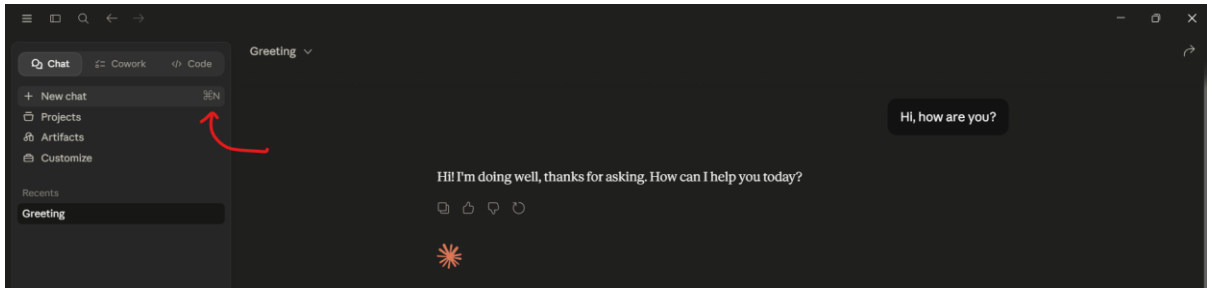 Chat Cowork </> Code
Greeting
+ New chat ⌘N
Projects
Artifacts
Customize
Recents
Greeting
Hi, how are you?
Hi! I'm doing well, thanks for asking. How can I help you today?